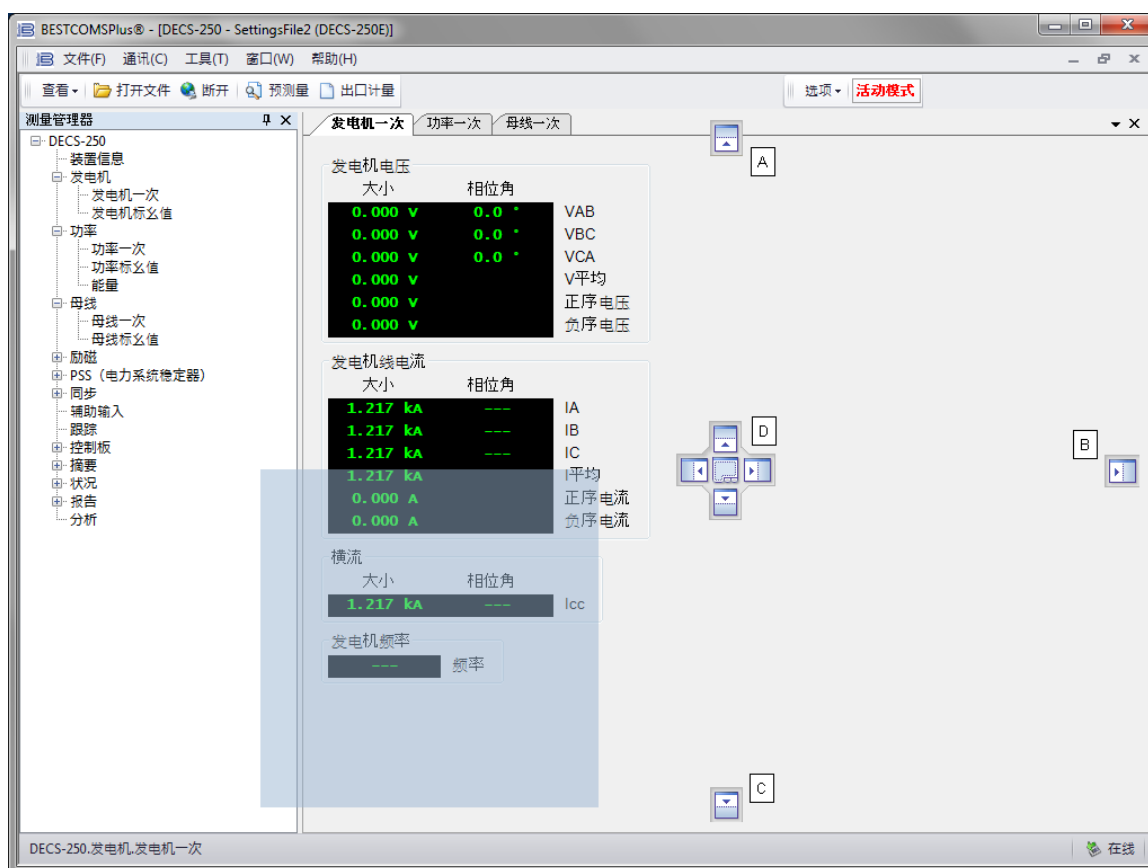 BESTCOMSPlus® - [DECS-250 - SettingsFile2 (DECS-250E)]
文件(F) 通讯(C) 工具(T) 窗口(W) 帮助(H)
查看 打开文件 断开 预测量 出口计量 选项 活动模式
测量管理器
DECS-250
装置信息
发电机
发电机一次
发电机标幺值
功率
功率一次
功率标幺值
能量
母线
母线一次
母线标幺值
励磁
PSS（电力系统稳定器）
同步
辅助输入
跟踪
控制板
摘要
状况
报告
分析
发电机一次 功率一次 母线一次
A
发电机电压
大小 相位角
0.000 V 0.0 ° VAB
0.000 V 0.0 ° VBC
0.000 V 0.0 ° VCA
0.000 V V平均
0.000 V 正序电压
0.000 V 负序电压
发电机线电流
大小 相位角
1.217 kA --- IA
1.217 kA --- IB
1.217 kA --- IC
1.217 kA I平均
0.000 A 正序电流
0.000 A 负序电流
D
B
横流
大小 相位角
1.217 kA --- Icc
发电机频率
--- 频率
C
DECS-250.发电机.发电机一次 在线